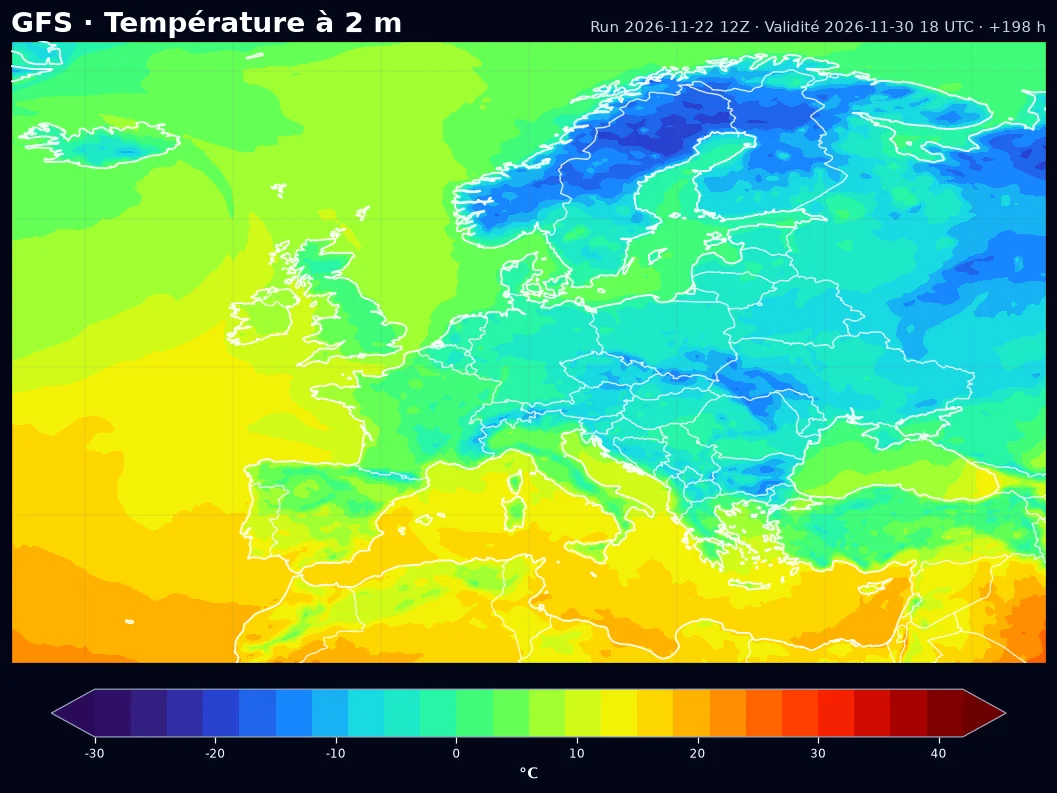 GFS · Température à 2 m
Run 2026-11-22 12Z · Validité 2026-11-30 18 UTC · +198 h
-30 -20 -10 0 10 20 30 40
°C